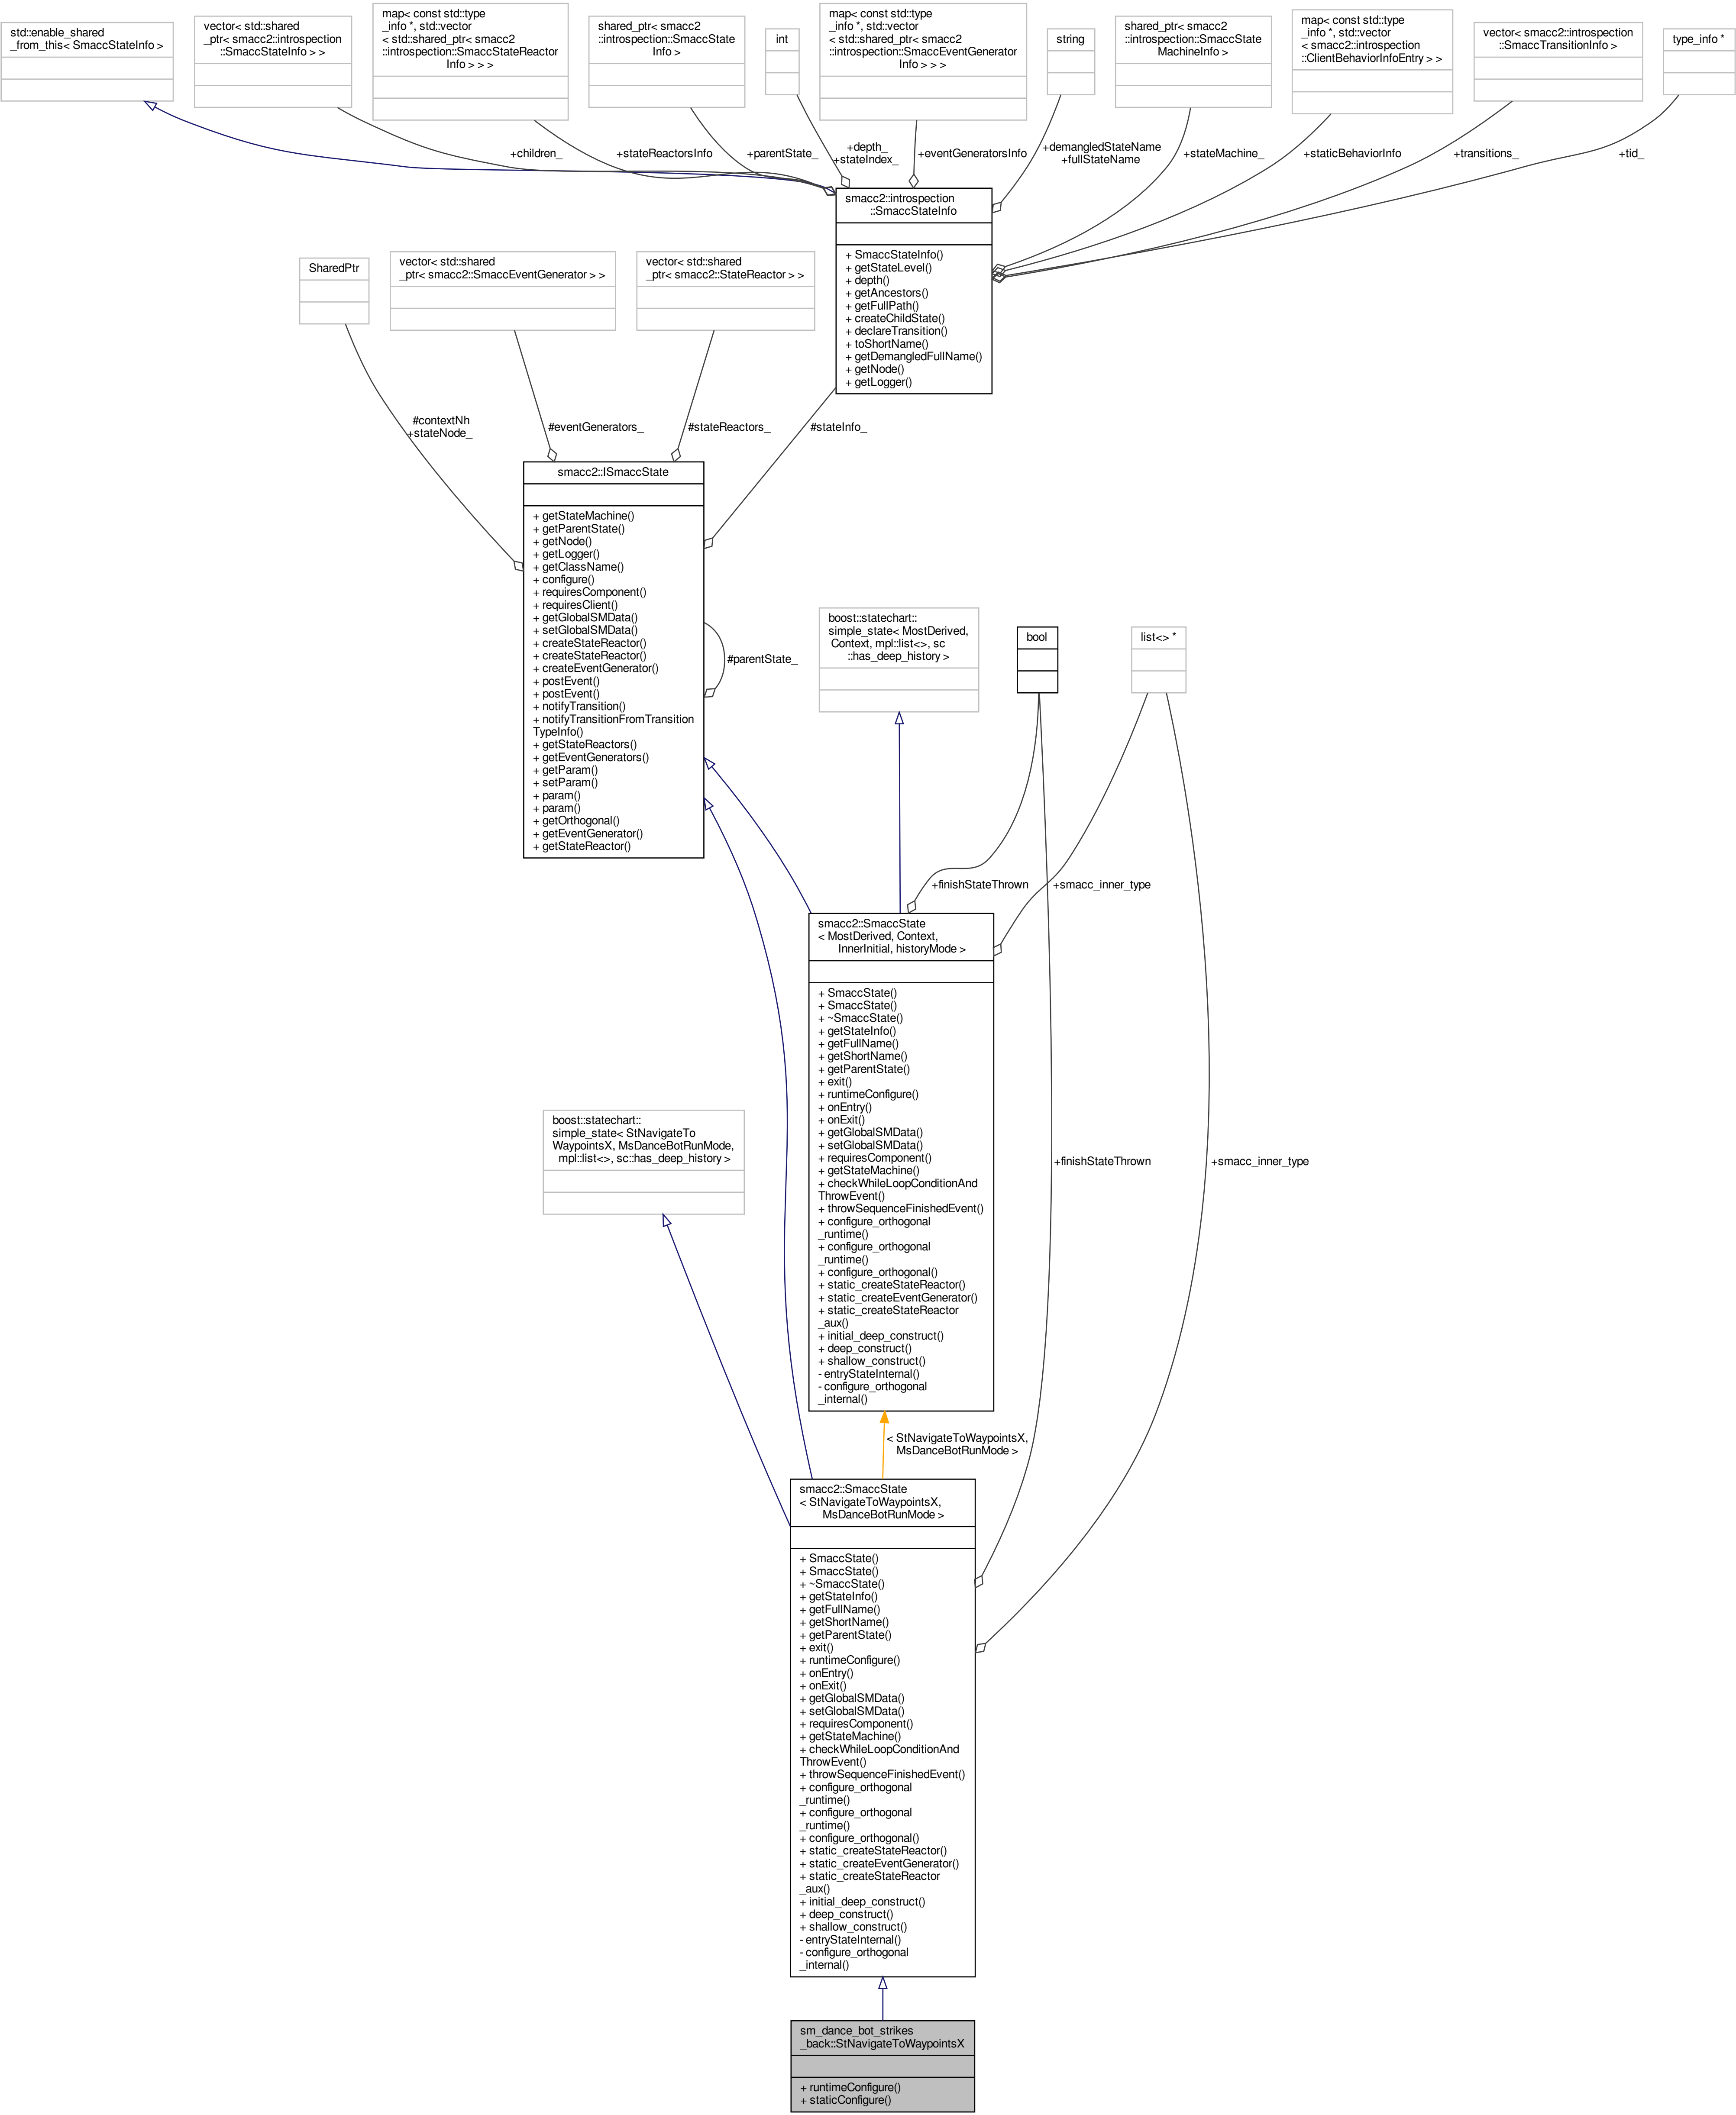 std::enable_shared
_from_this< SmaccStateInfo >
vector< std::shared
_ptr< smacc2::introspection
::SmaccStateInfo > >
map< const std::type
_info *, std::vector
< std::shared_ptr< smacc2
::introspection::SmaccStateReactor
Info > > >
shared_ptr< smacc2
::introspection::SmaccState
Info >
int
map< const std::type
_info *, std::vector
< std::shared_ptr< smacc2
::introspection::SmaccEventGenerator
Info > > >
string
shared_ptr< smacc2
::introspection::SmaccState
MachineInfo >
map< const std::type
_info *, std::vector
< smacc2::introspection
::ClientBehaviorInfoEntry > >
vector< smacc2::introspection
::SmaccTransitionInfo >
type_info *
+children_
+stateReactorsInfo
+parentState_
+depth_
+stateIndex_
+eventGeneratorsInfo
+demangledStateName
+fullStateName
+stateMachine_
+staticBehaviorInfo
+transitions_
+tid_
smacc2::introspection
::SmaccStateInfo
+ SmaccStateInfo()
+ getStateLevel()
+ depth()
+ getAncestors()
+ getFullPath()
+ createChildState()
+ declareTransition()
+ toShortName()
+ getDemangledFullName()
+ getNode()
+ getLogger()
SharedPtr
vector< std::shared
_ptr< smacc2::SmaccEventGenerator > >
vector< std::shared
_ptr< smacc2::StateReactor > >
#contextNh
+stateNode_
#eventGenerators_
#stateReactors_
#stateInfo_
smacc2::ISmaccState
+ getStateMachine()
+ getParentState()
+ getNode()
+ getLogger()
+ getClassName()
+ configure()
+ requiresComponent()
+ requiresClient()
+ getGlobalSMData()
+ setGlobalSMData()
+ createStateReactor()
+ createStateReactor()
+ createEventGenerator()
+ postEvent()
+ postEvent()
+ notifyTransition()
+ notifyTransitionFromTransition
TypeInfo()
+ getStateReactors()
+ getEventGenerators()
+ getParam()
+ setParam()
+ param()
+ param()
+ getOrthogonal()
+ getEventGenerator()
+ getStateReactor()
#parentState_
boost::statechart::
simple_state< MostDerived,
Context, mpl::list<>, sc
::has_deep_history >
bool
list<> *
+finishStateThrown
+smacc_inner_type
smacc2::SmaccState
< MostDerived, Context,
InnerInitial, historyMode >
+ SmaccState()
+ SmaccState()
+ ~SmaccState()
+ getStateInfo()
+ getFullName()
+ getShortName()
+ getParentState()
+ exit()
+ runtimeConfigure()
+ onEntry()
+ onExit()
+ getGlobalSMData()
+ setGlobalSMData()
+ requiresComponent()
+ getStateMachine()
+ checkWhileLoopConditionAnd
ThrowEvent()
+ throwSequenceFinishedEvent()
+ configure_orthogonal
_runtime()
+ configure_orthogonal
_runtime()
+ configure_orthogonal()
+ static_createStateReactor()
+ static_createEventGenerator()
+ static_createStateReactor
_aux()
+ initial_deep_construct()
+ deep_construct()
+ shallow_construct()
- entryStateInternal()
- configure_orthogonal
_internal()
boost::statechart::
simple_state< StNavigateTo
WaypointsX, MsDanceBotRunMode,
mpl::list<>, sc::has_deep_history >
+finishStateThrown
+smacc_inner_type
< StNavigateToWaypointsX,
MsDanceBotRunMode >
smacc2::SmaccState
< StNavigateToWaypointsX,
MsDanceBotRunMode >
+ SmaccState()
+ SmaccState()
+ ~SmaccState()
+ getStateInfo()
+ getFullName()
+ getShortName()
+ getParentState()
+ exit()
+ runtimeConfigure()
+ onEntry()
+ onExit()
+ getGlobalSMData()
+ setGlobalSMData()
+ requiresComponent()
+ getStateMachine()
+ checkWhileLoopConditionAnd
ThrowEvent()
+ throwSequenceFinishedEvent()
+ configure_orthogonal
_runtime()
+ configure_orthogonal
_runtime()
+ configure_orthogonal()
+ static_createStateReactor()
+ static_createEventGenerator()
+ static_createStateReactor
_aux()
+ initial_deep_construct()
+ deep_construct()
+ shallow_construct()
- entryStateInternal()
- configure_orthogonal
_internal()
sm_dance_bot_strikes
_back::StNavigateToWaypointsX
+ runtimeConfigure()
+ staticConfigure()